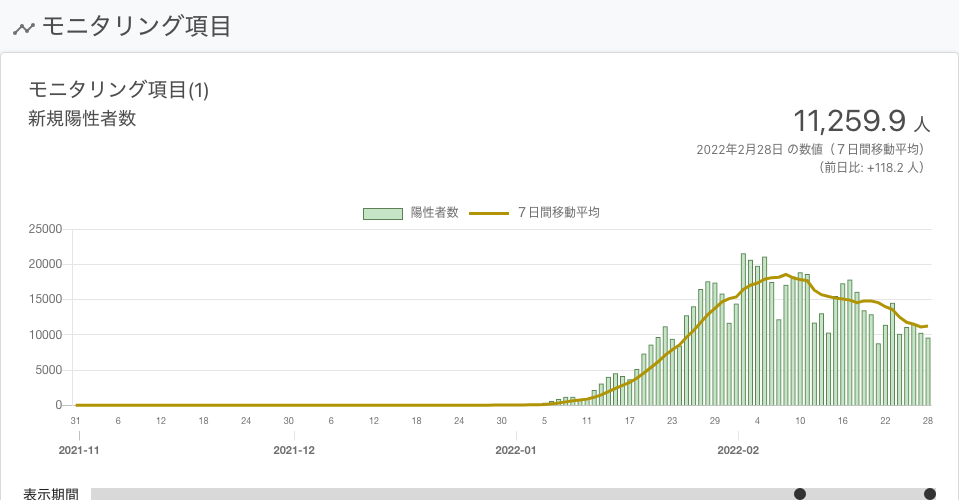 モニタリング項目
モニタリング項目(1)
新規陽性者数
11,259.9 人
2022年2月28日 の数値（７日間移動平均）
（前日比: +118.2 人）
陽性者数 ７日間移動平均
25000
20000
15000
10000
5000
0
31 6 12 18 24 30 6 12 18 24 30 5 11 17 23 29 4 10 16 22 28
2021-11 2021-12 2022-01 2022-02
表示期間